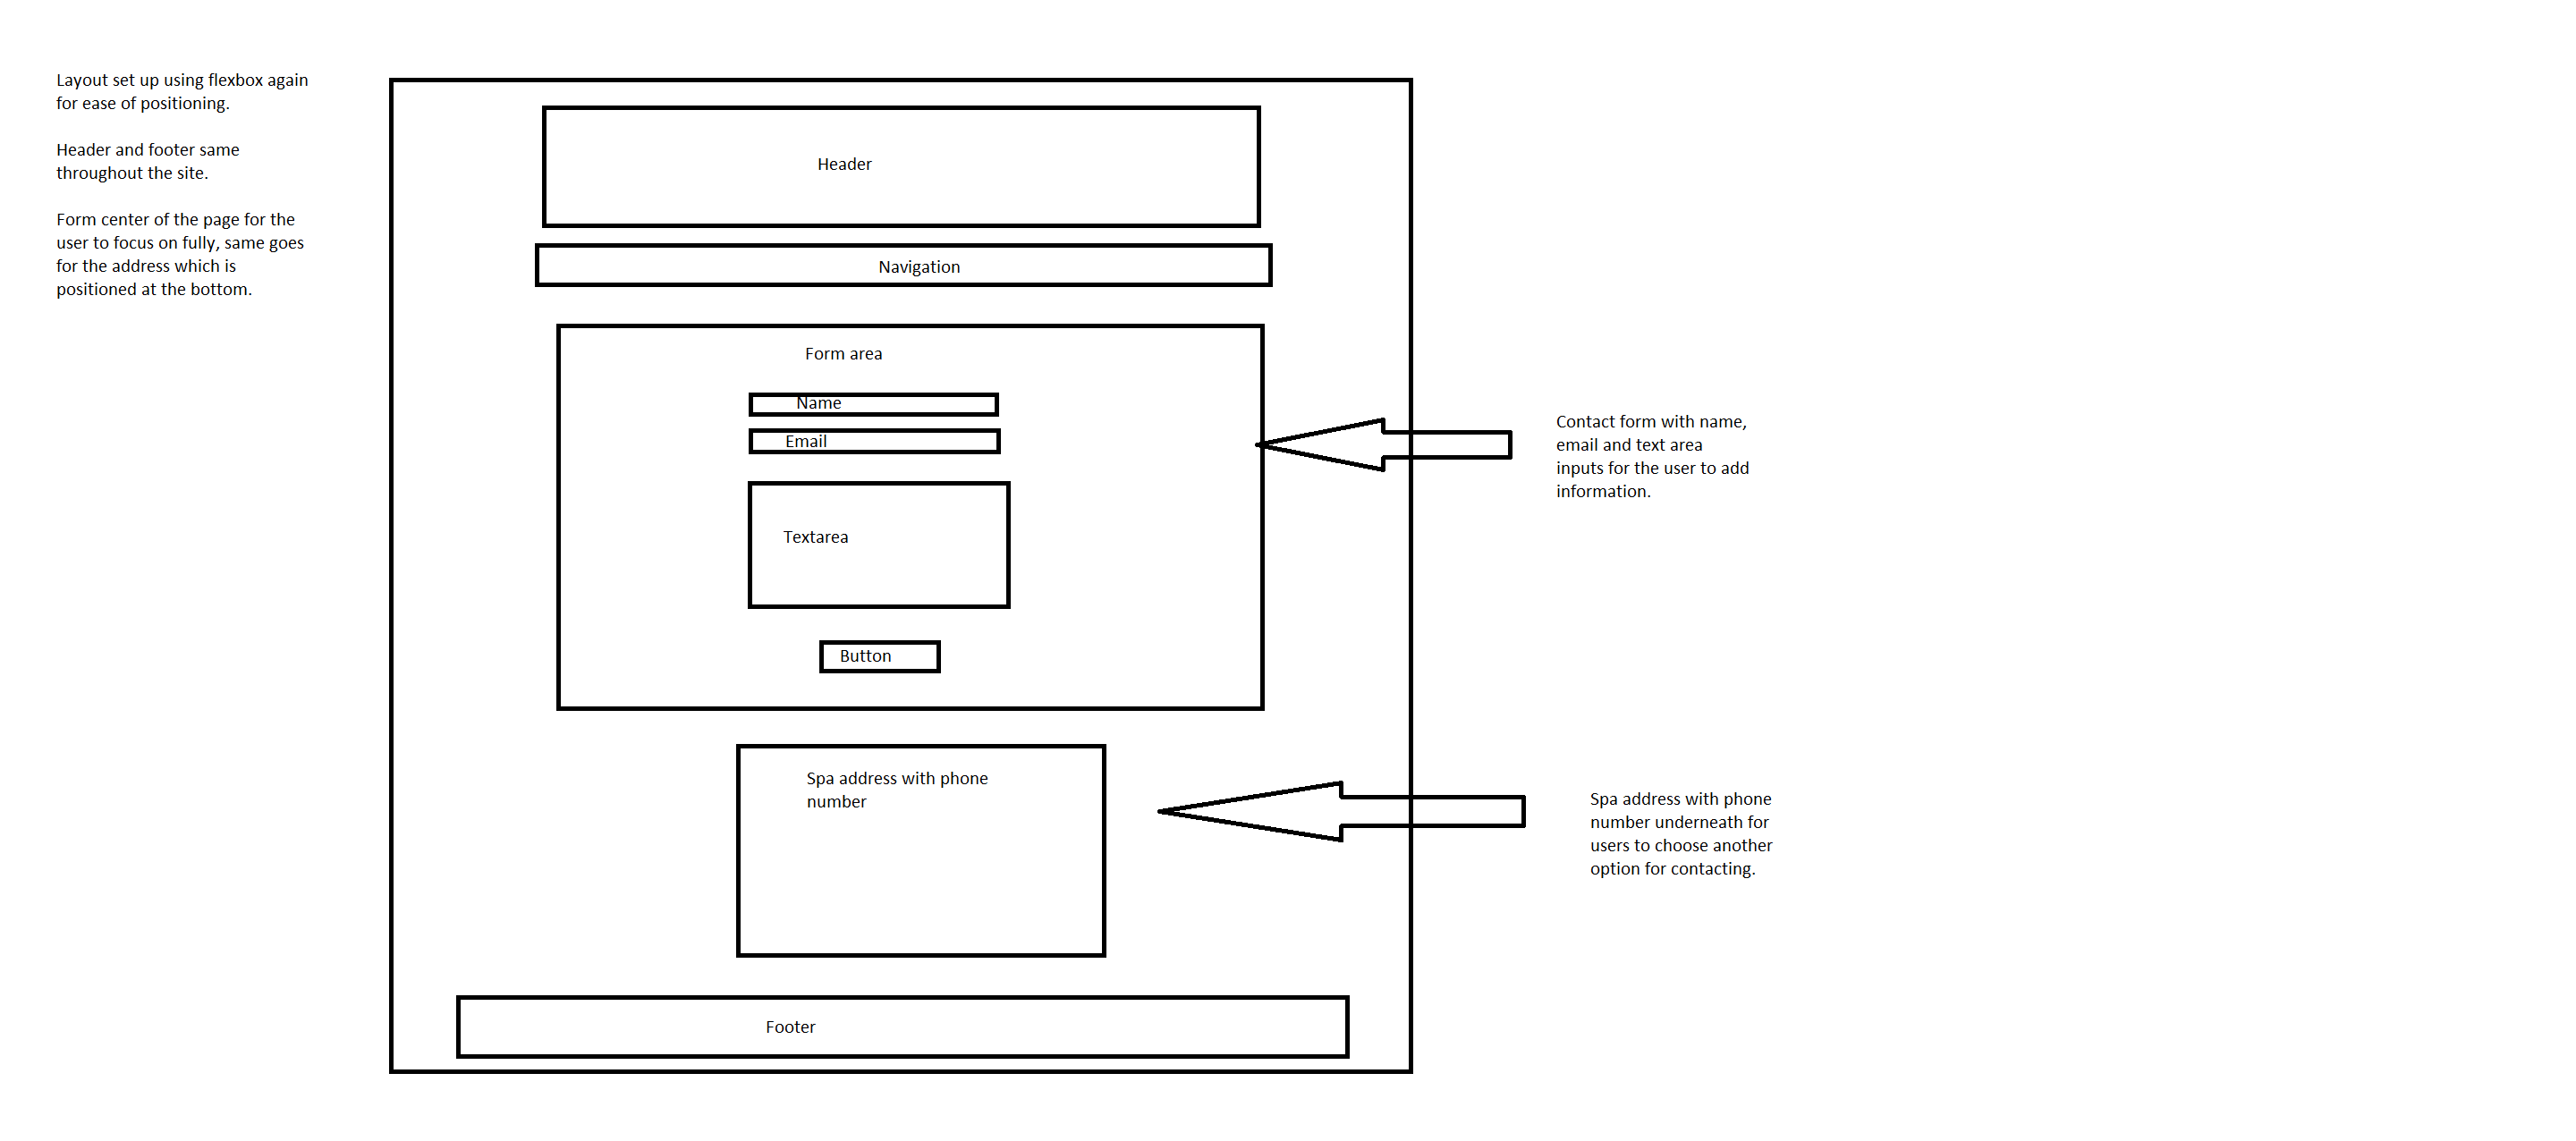 Layout set up using flexbox again
for ease of positioning.
Header and footer same
throughout the site.
Form center of the page for the
user to focus on fully, same goes
for the address which is
positioned at the bottom.
Header
Navigation
Form area
Name
Email
Textarea
Button
Contact form with name,
email and text area
inputs for the user to add
information.
Spa address with phone
number
Spa address with phone
number underneath for
users to choose another
option for contacting.
Footer